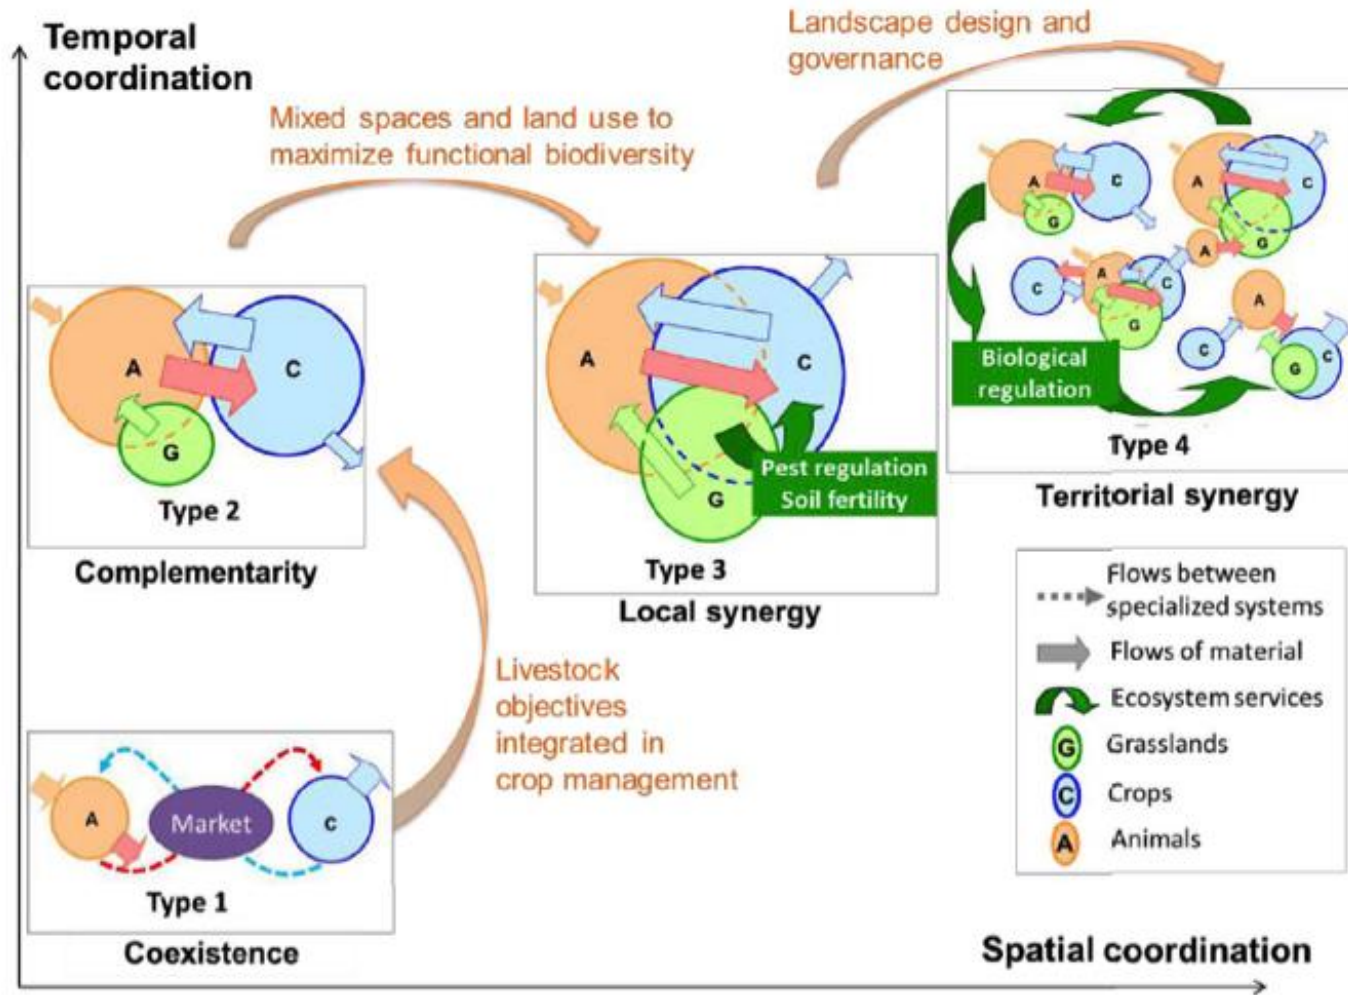 Temporal
coordination
Landscape design and
governance
Mixed spaces and land use to
maximize functional biodiversity
A
C
G
Type 2
Complementarity
A
C
G
Pest regulation
Soil fertility
Type 3
Local synergy
A
C
G
A
C
G
A
C
A
C
G
A
C
C
G
Biological
regulation
Type 4
Territorial synergy
Livestock
objectives
integrated in
crop management
A
Market
C
Type 1
Coexistence
Flows between
specialized systems
Flows of material
Ecosystem services
G Grasslands
C Crops
A Animals
Spatial coordination